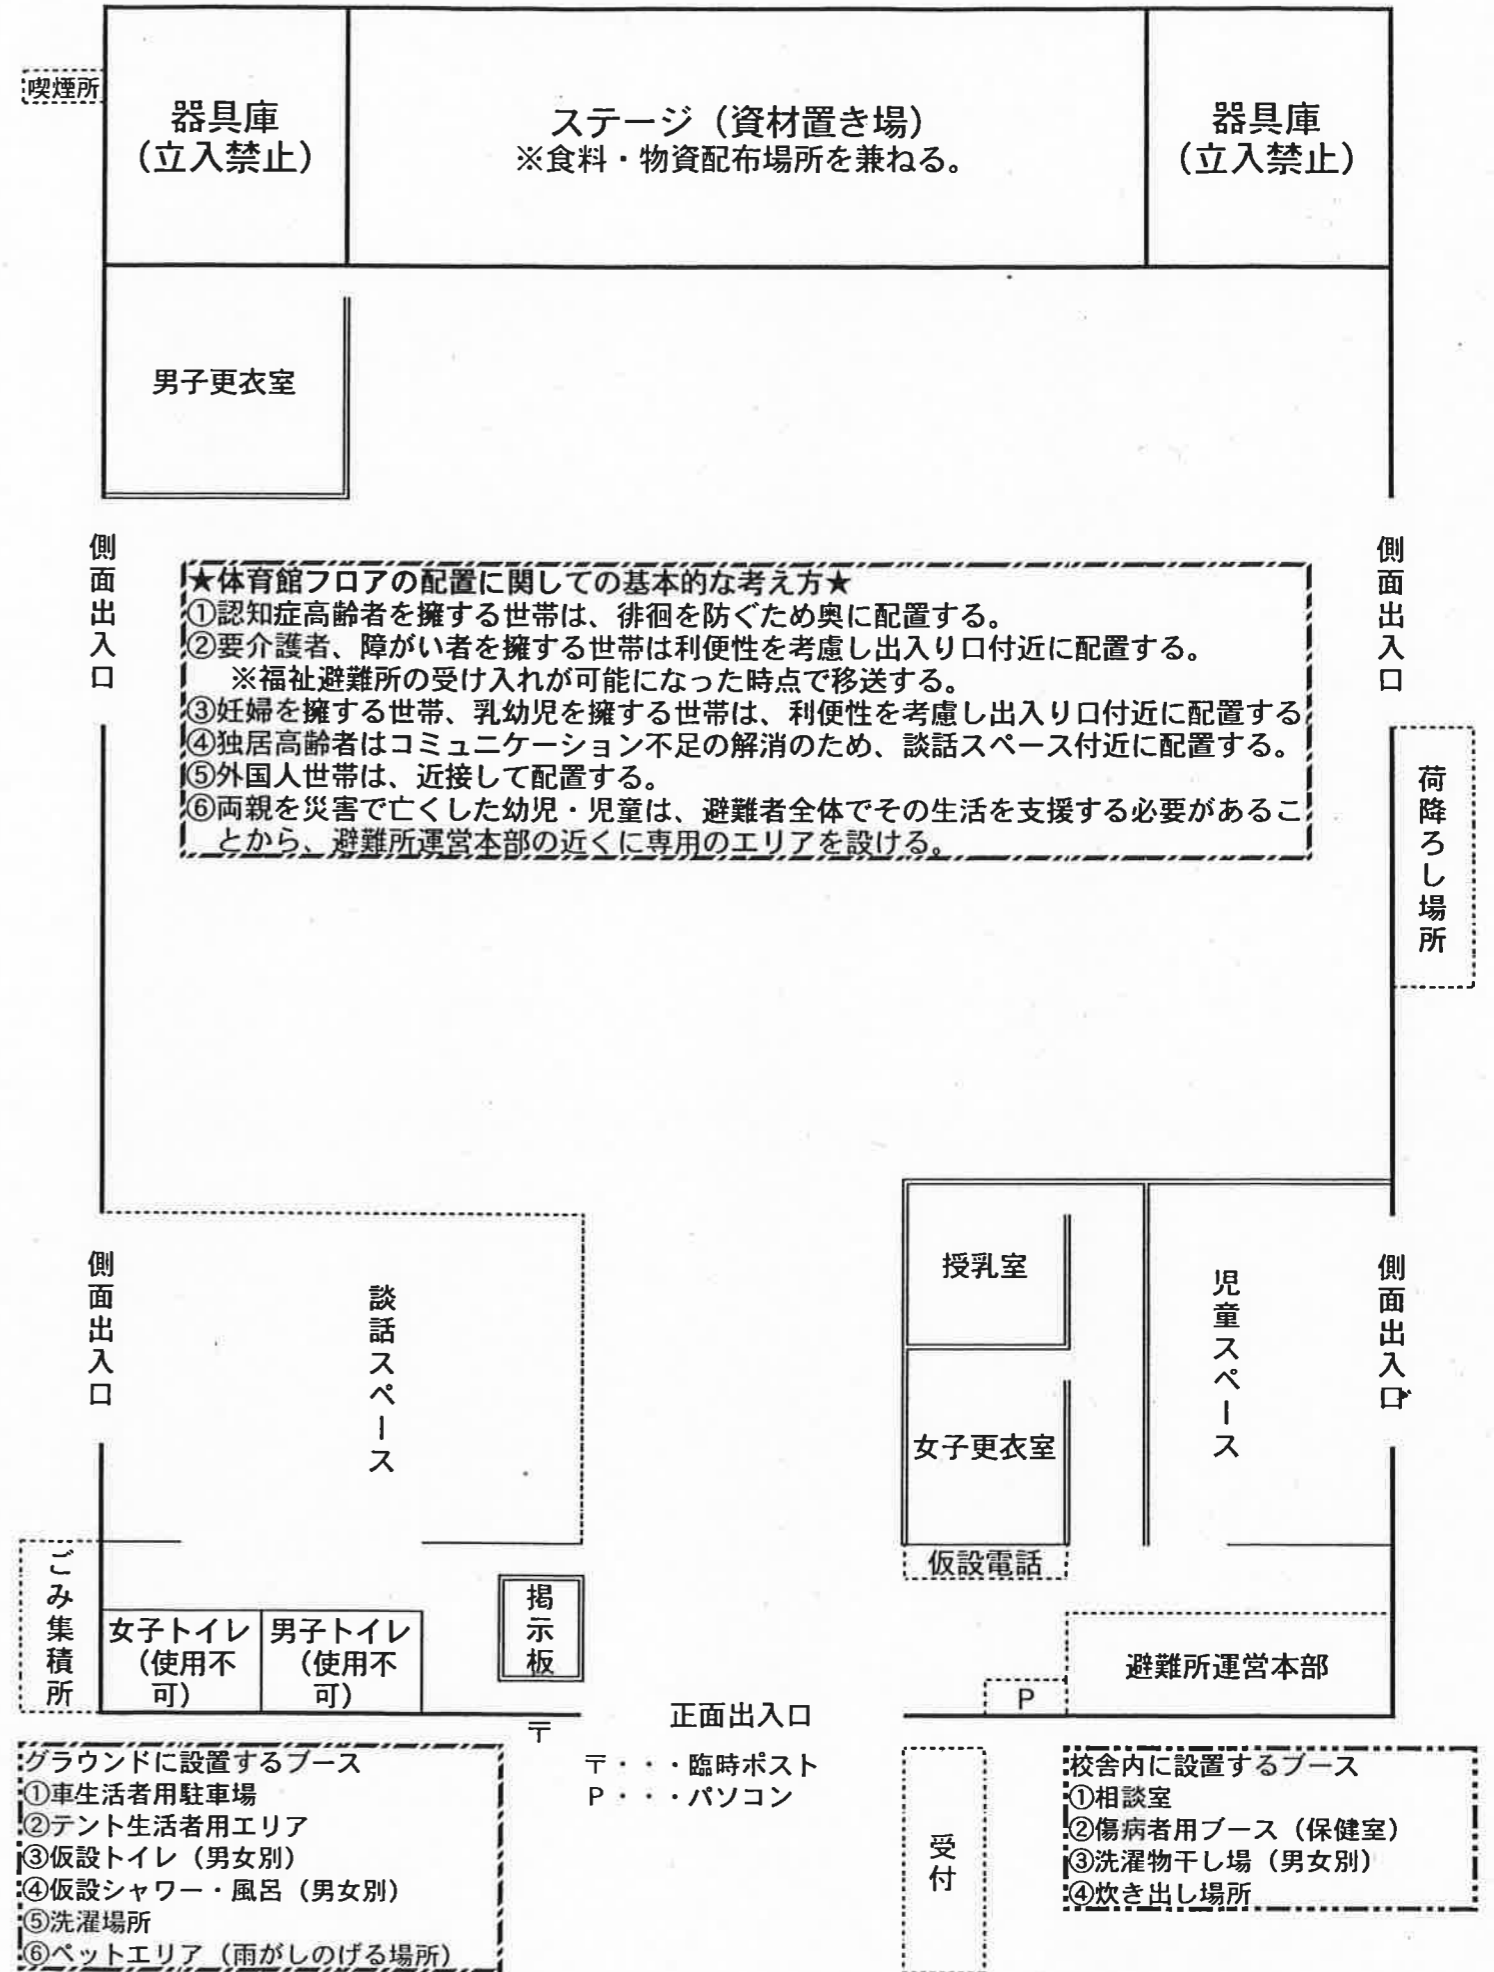 喫煙所
器具庫
（立入禁止）
ステージ（資材置き場）
※食料・物資配布場所を兼ねる。
器具庫
（立入禁止）
男子更衣室
側面出入口
側面出入口
★体育館フロアの配置に関しての基本的な考え方★
①認知症高齢者を擁する世帯は、徘徊を防ぐため奥に配置する。
②要介護者、障がい者を擁する世帯は利便性を考慮し出入り口付近に配置する。
※福祉避難所の受け入れが可能になった時点で移送する。
③妊婦を擁する世帯、乳幼児を擁する世帯は、利便性を考慮し出入り口付近に配置する
④独居高齢者はコミュニケーション不足の解消のため、談話スペース付近に配置する。
⑤外国人世帯は、近接して配置する。
⑥両親を災害で亡くした幼児・児童は、避難者全体でその生活を支援する必要があるこ
とから、避難所運営本部の近くに専用のエリアを設ける。
荷降ろし場所
側面出入口
談話スペース
授乳室
女子更衣室
児童スペース
側面出入口
仮設電話
ごみ集積所
女子トイレ
（使用不
可）
男子トイレ
（使用不
可）
掲示板
避難所運営本部
P
正面出入口
〒
〒・・・臨時ポスト
P・・・パソコン
グラウンドに設置するブース
①車生活者用駐車場
②テント生活者用エリア
③仮設トイレ（男女別）
④仮設シャワー・風呂（男女別）
⑤洗濯場所
⑥ペットエリア（雨がしのげる場所）
受付
校舎内に設置するブース
①相談室
②傷病者用ブース（保健室）
③洗濯物干し場（男女別）
④炊き出し場所